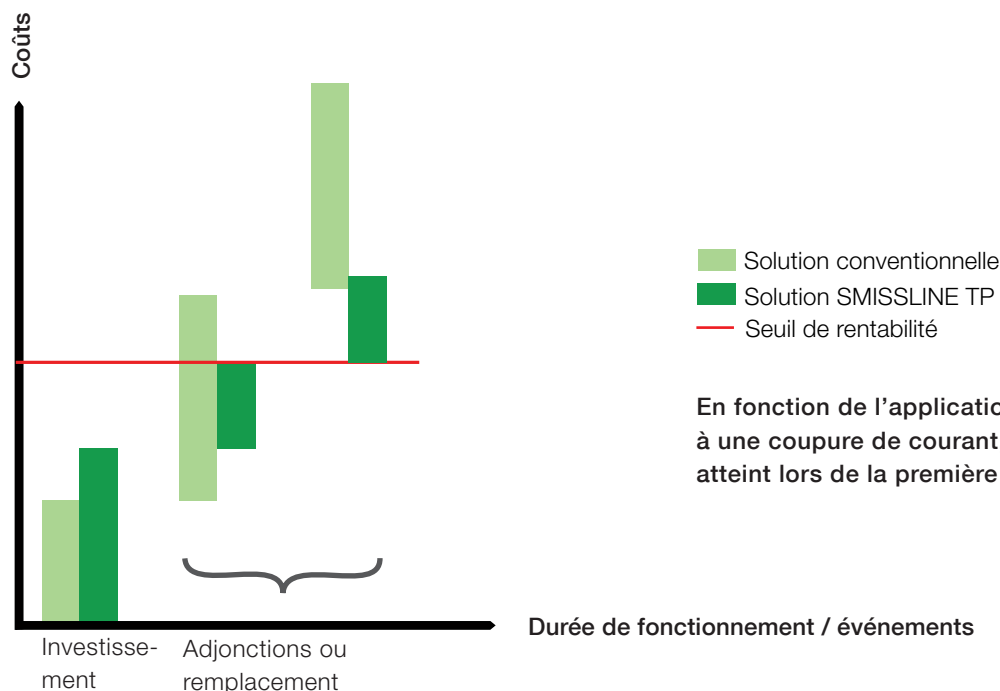 Coûts
Solution conventionnelle
Solution SMISSLINE TP
Seuil de rentabilité
En fonction de l’applicatio
à une coupure de courant
atteint lors de la première
Durée de fonctionnement / événements
Investisse-
ment
Adjonctions ou
remplacement